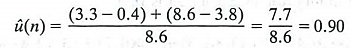 û(n) = (3.3 − 0.4) + (8.6 − 3.8) / 8.6 = 7.7 / 8.6 = 0.90